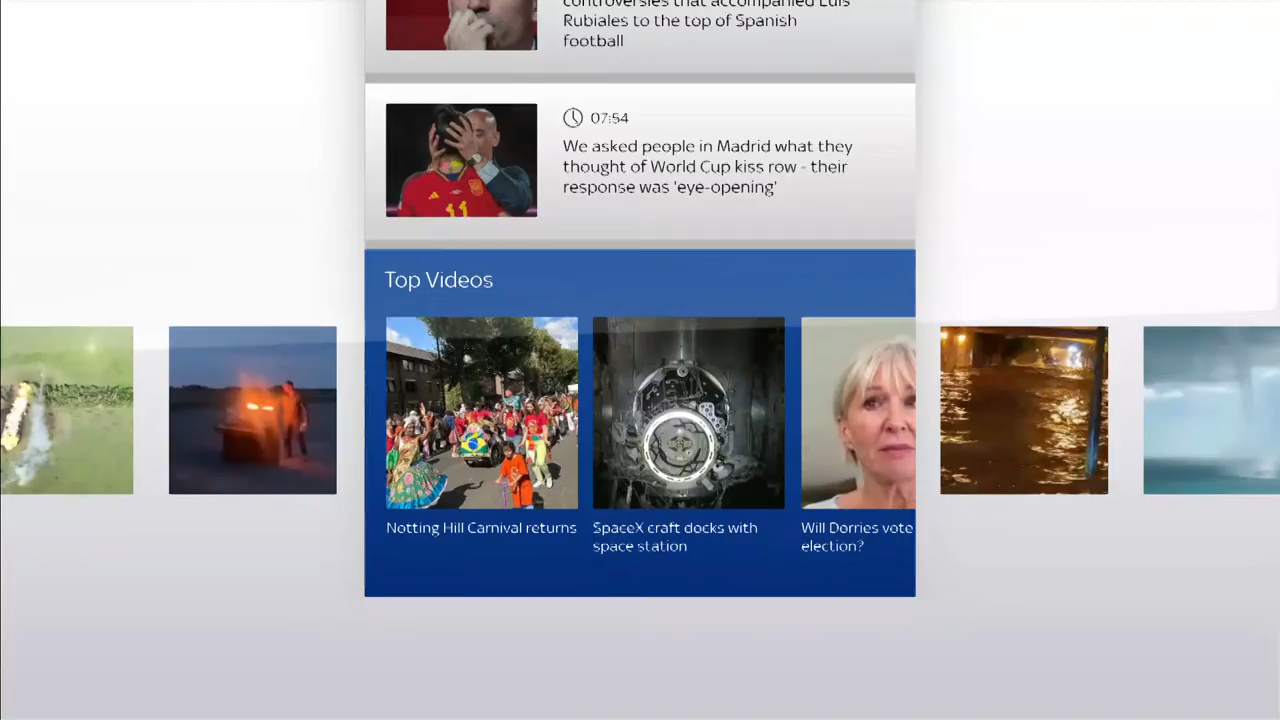 controversies that accompanied Luis
Rubiales to the top of Spanish
football
07:54
We asked people in Madrid what they
thought of World Cup kiss row - their
response was 'eye-opening'
11
Top Videos
Notting Hill Carnival returns
SpaceX craft docks with
space station
Will Dorries vote
election?